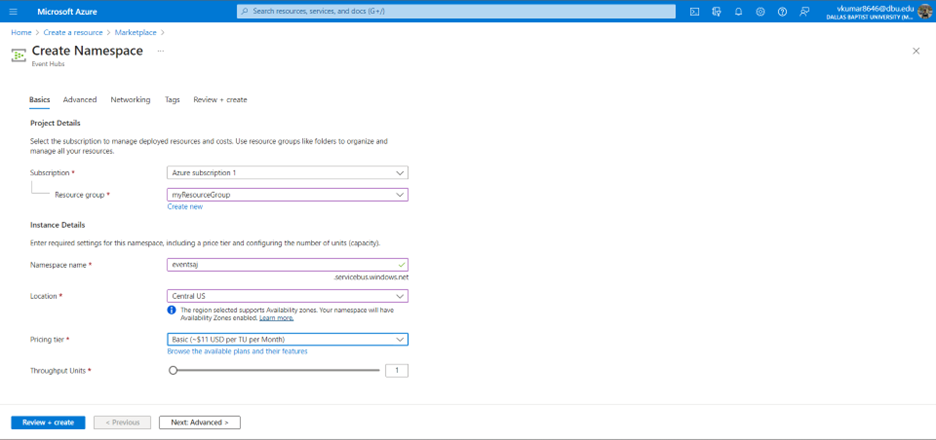 Microsoft Azure
Search resources, services, and docs (G+/)
vkumar8646@dbu.edu
DALLAS BAPTIST UNIVERSITY (M...
Home > Create a resource > Marketplace >
Create Namespace ...
Event Hubs
Basics Advanced Networking Tags Review + create
Project Details
Select the subscription to manage deployed resources and costs. Use resource groups like folders to organize and
manage all your resources.
Subscription * Azure subscription 1
Resource group * myResourceGroup
Create new
Instance Details
Enter required settings for this namespace, including a price tier and configuring the number of units (capacity).
Namespace name * eventsaj
.servicebus.windows.net
Location * Central US
The region selected supports Availability zones. Your namespace will have
Availability Zones enabled. Learn more.
Pricing tier * Basic (~$11 USD per TU per Month)
Browse the available plans and their features
Throughput Units * 1
Review + create < Previous Next: Advanced >